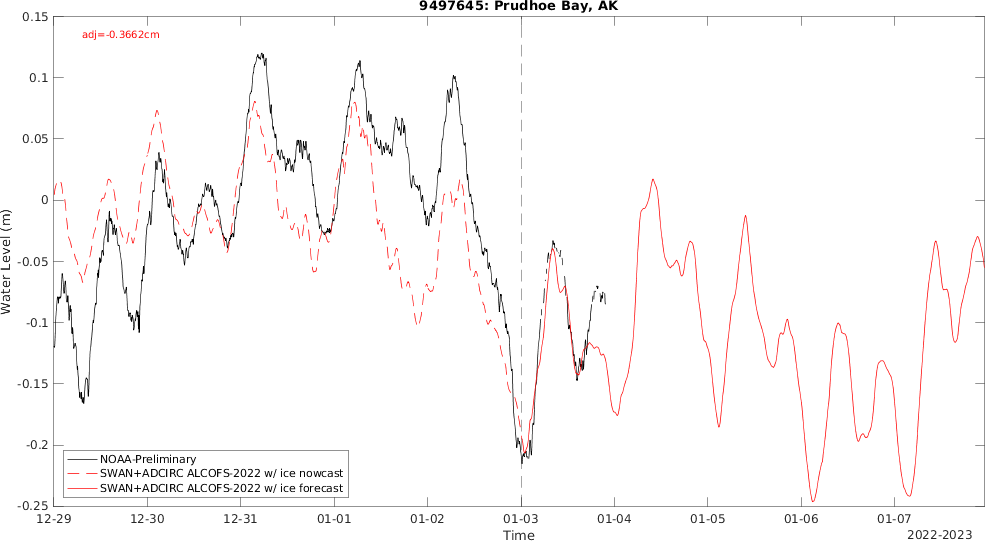 9497645: Prudhoe Bay, AK
adj=-0.3662cm
0.15
0.1
0.05
0
-0.05
-0.1
-0.15
-0.2
-0.25
Water Level (m)
NOAA-Preliminary
SWAN+ADCIRC ALCOFS-2022 w/ ice nowcast
SWAN+ADCIRC ALCOFS-2022 w/ ice forecast
12-29 12-30 12-31 01-01 01-02 01-03 01-04 01-05 01-06 01-07
Time
2022-2023